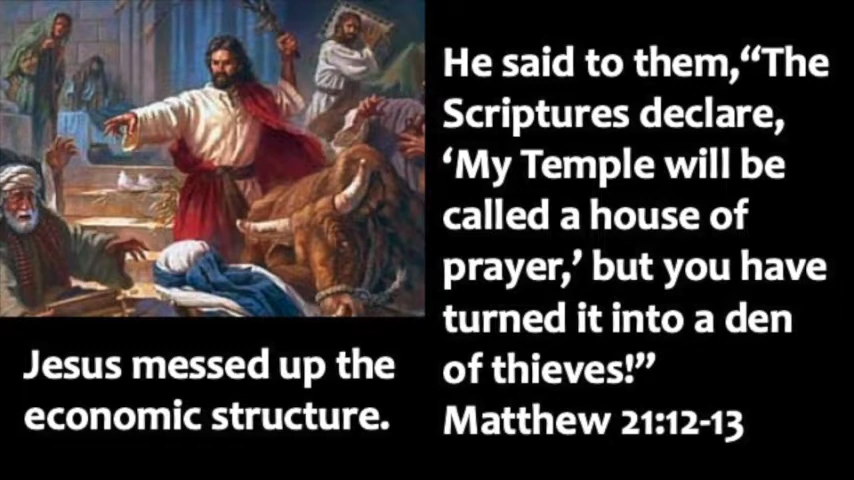 Jesus messed up the
economic structure.
He said to them,“The
Scriptures declare,
‘My Temple will be
called a house of
prayer,’ but you have
turned it into a den
of thieves!”
Matthew 21:12-13